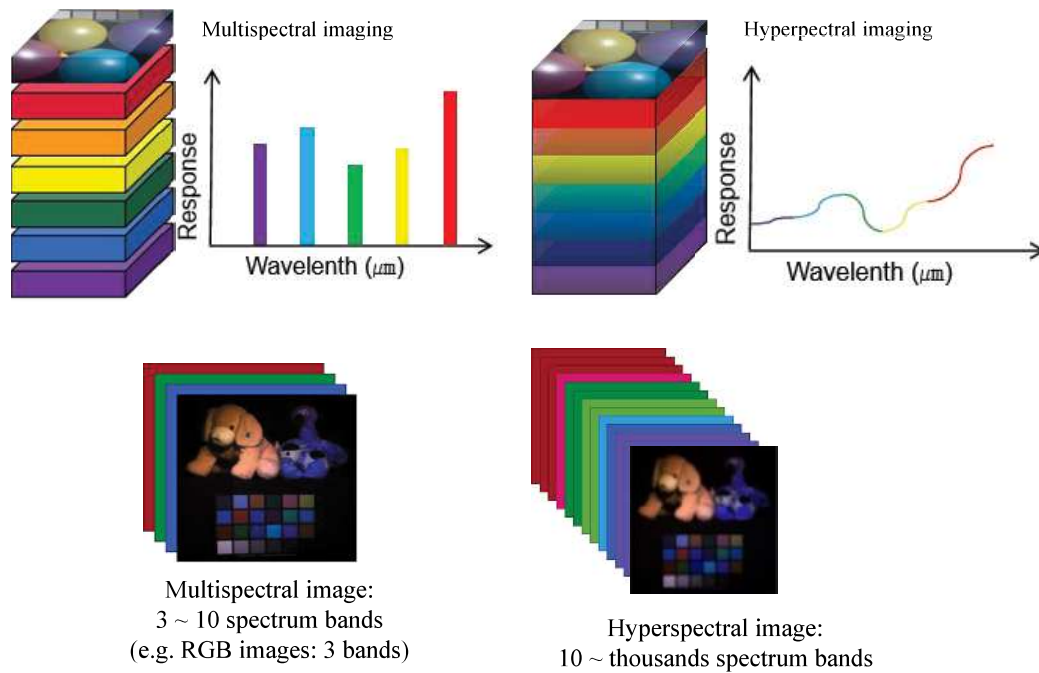 Multispectral imaging
Response
Wavelenth (㎛)
Hyperpectral imaging
Response
Wavelenth (㎛)
Multispectral image:
3 ~ 10 spectrum bands
(e.g. RGB images: 3 bands)
Hyperspectral image:
10 ~ thousands spectrum bands